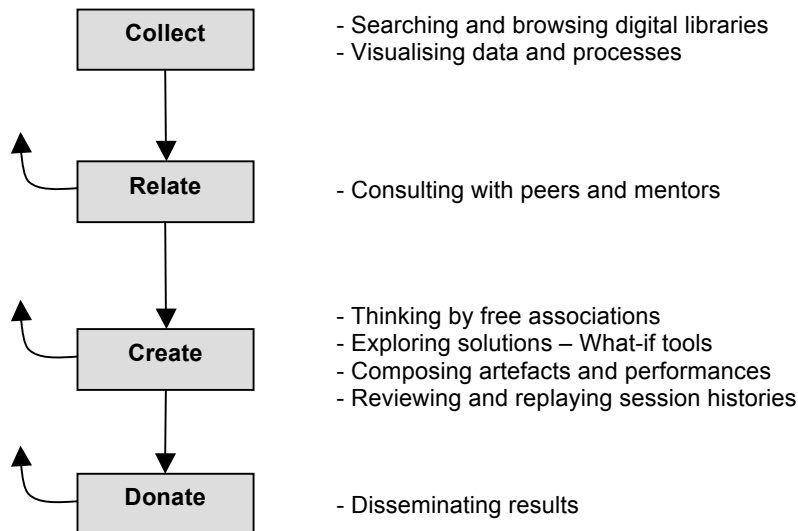 Collect
- Searching and browsing digital libraries
- Visualising data and processes
Relate
- Consulting with peers and mentors
Create
- Thinking by free associations
- Exploring solutions – What-if tools
- Composing artefacts and performances
- Reviewing and replaying session histories
Donate
- Disseminating results